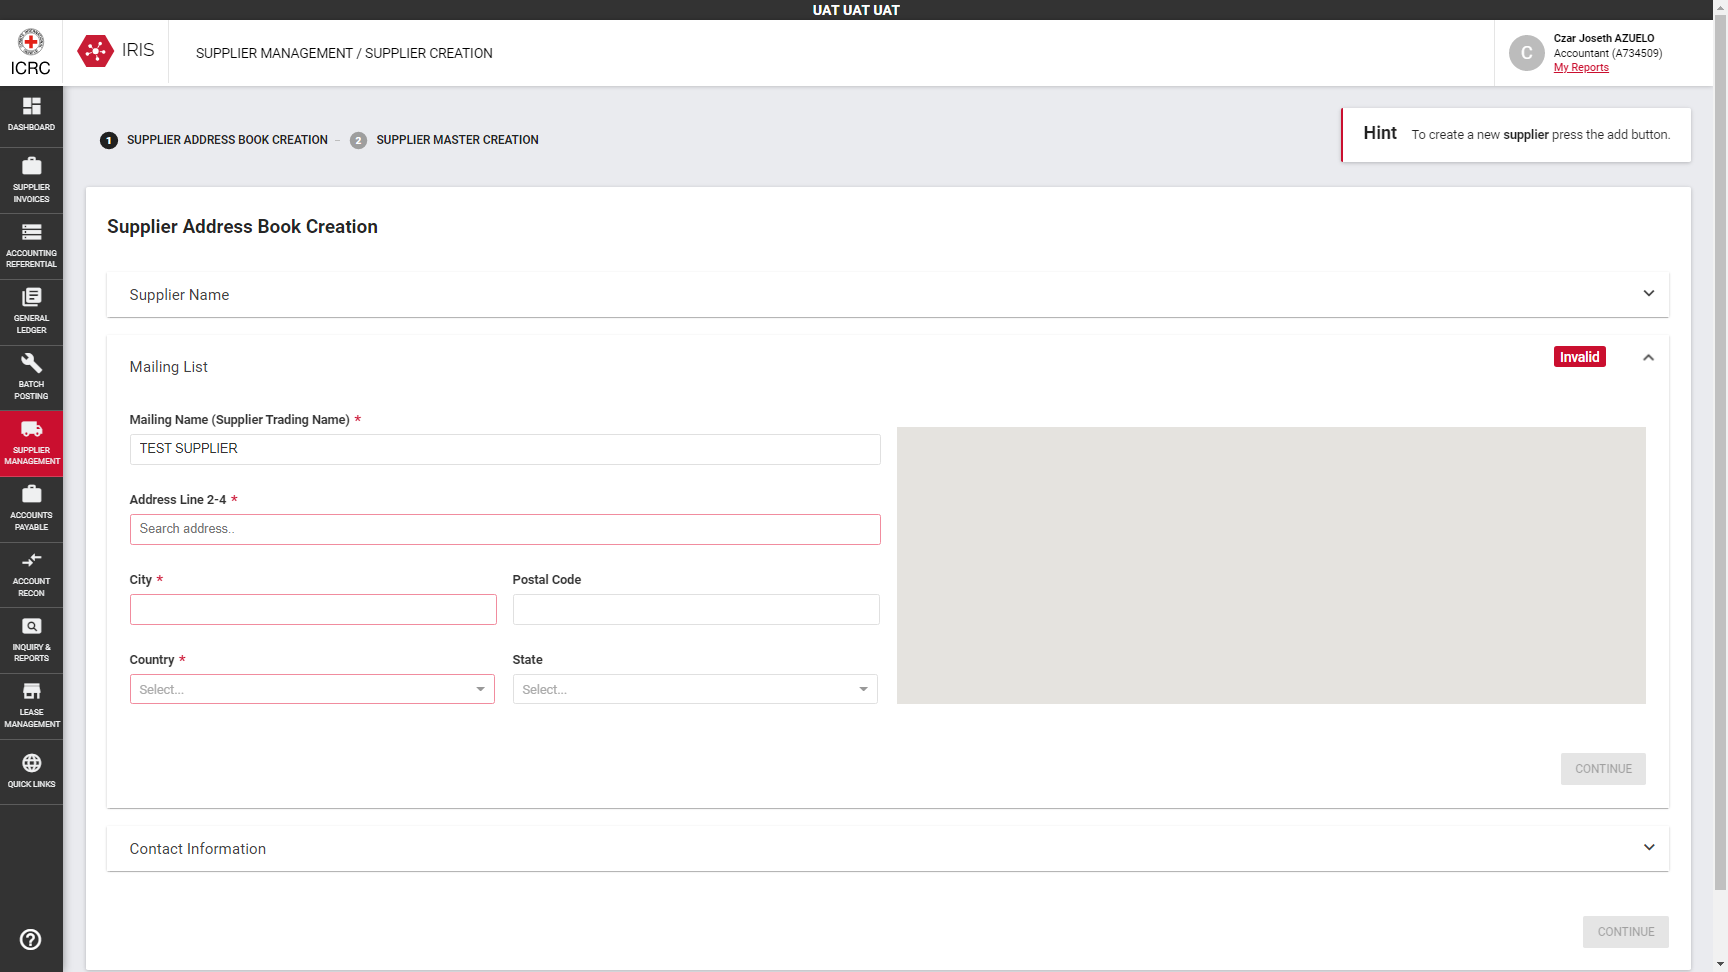 UAT UAT UAT
ICRC
IRIS
SUPPLIER MANAGEMENT / SUPPLIER CREATION
C
Czar Joseth AZUELO
Accountant (A734509)
My Reports
DASHBOARD
SUPPLIER
INVOICES
ACCOUNTING
REFERENTIAL
GENERAL
LEDGER
BATCH
POSTING
SUPPLIER
MANAGEMENT
ACCOUNTS
PAYABLE
ACCOUNT
RECON
INQUIRY &
REPORTS
LEASE
MANAGEMENT
QUICK LINKS
1 SUPPLIER ADDRESS BOOK CREATION – 2 SUPPLIER MASTER CREATION
Hint To create a new supplier press the add button.
Supplier Address Book Creation
Supplier Name
Mailing List
Invalid
Mailing Name (Supplier Trading Name) *
TEST SUPPLIER
Address Line 2-4 *
Search address..
City *
Postal Code
Country *
State
Select...
Select...
CONTINUE
Contact Information
CONTINUE